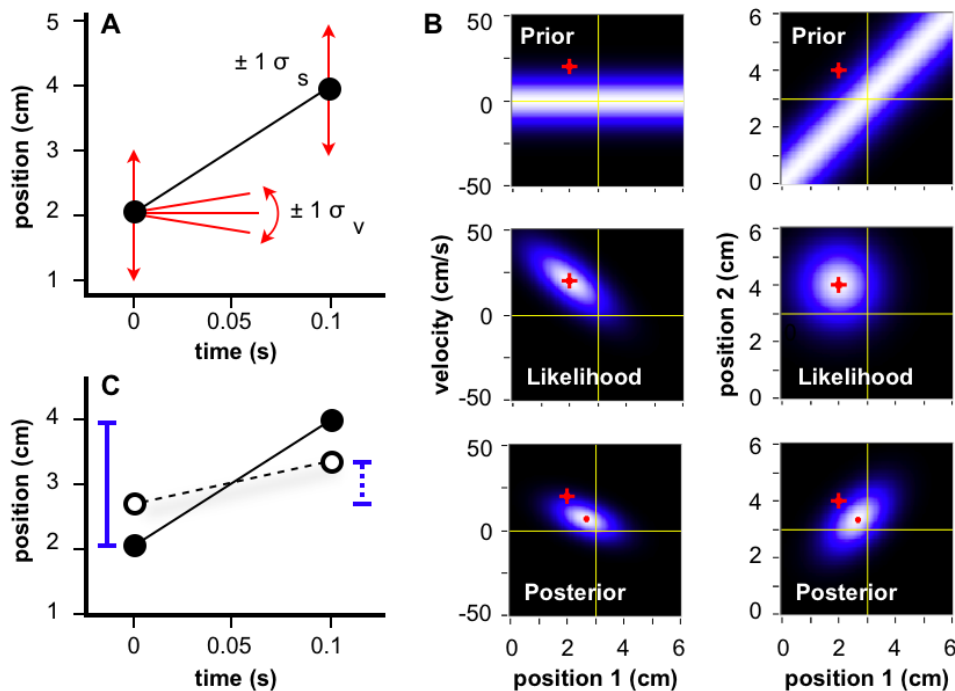 A
5
4
3
2
1
position (cm)
± 1 σ s
± 1 σ v
0
0.05
0.1
time (s)
B
50
0
-50
Prior
6
4
2
0
Prior
50
0
-50
velocity (cm/s)
Likelihood
6
4
2
0
position 2 (cm)
Likelihood
50
0
-50
Posterior
0
2
4
6
position 1 (cm)
6
4
2
0
Posterior
0
2
4
6
position 1 (cm)
C
4
3
2
1
position (cm)
0
0.05
0.1
time (s)